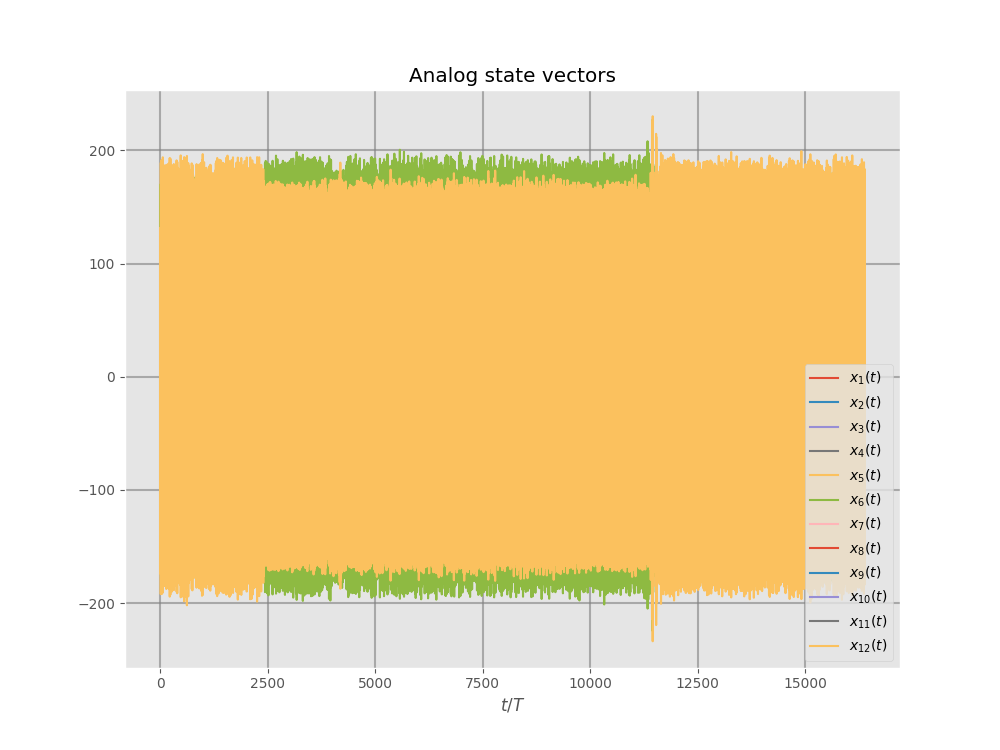 Analog state vectors
200
100
0
−100
−200
0
2500
5000
7500
10000
12500
15000
t/T
x₁(t)
x₂(t)
x₃(t)
x₄(t)
x₅(t)
x₆(t)
x₇(t)
x₈(t)
x₉(t)
x₁₀(t)
x₁₁(t)
x₁₂(t)